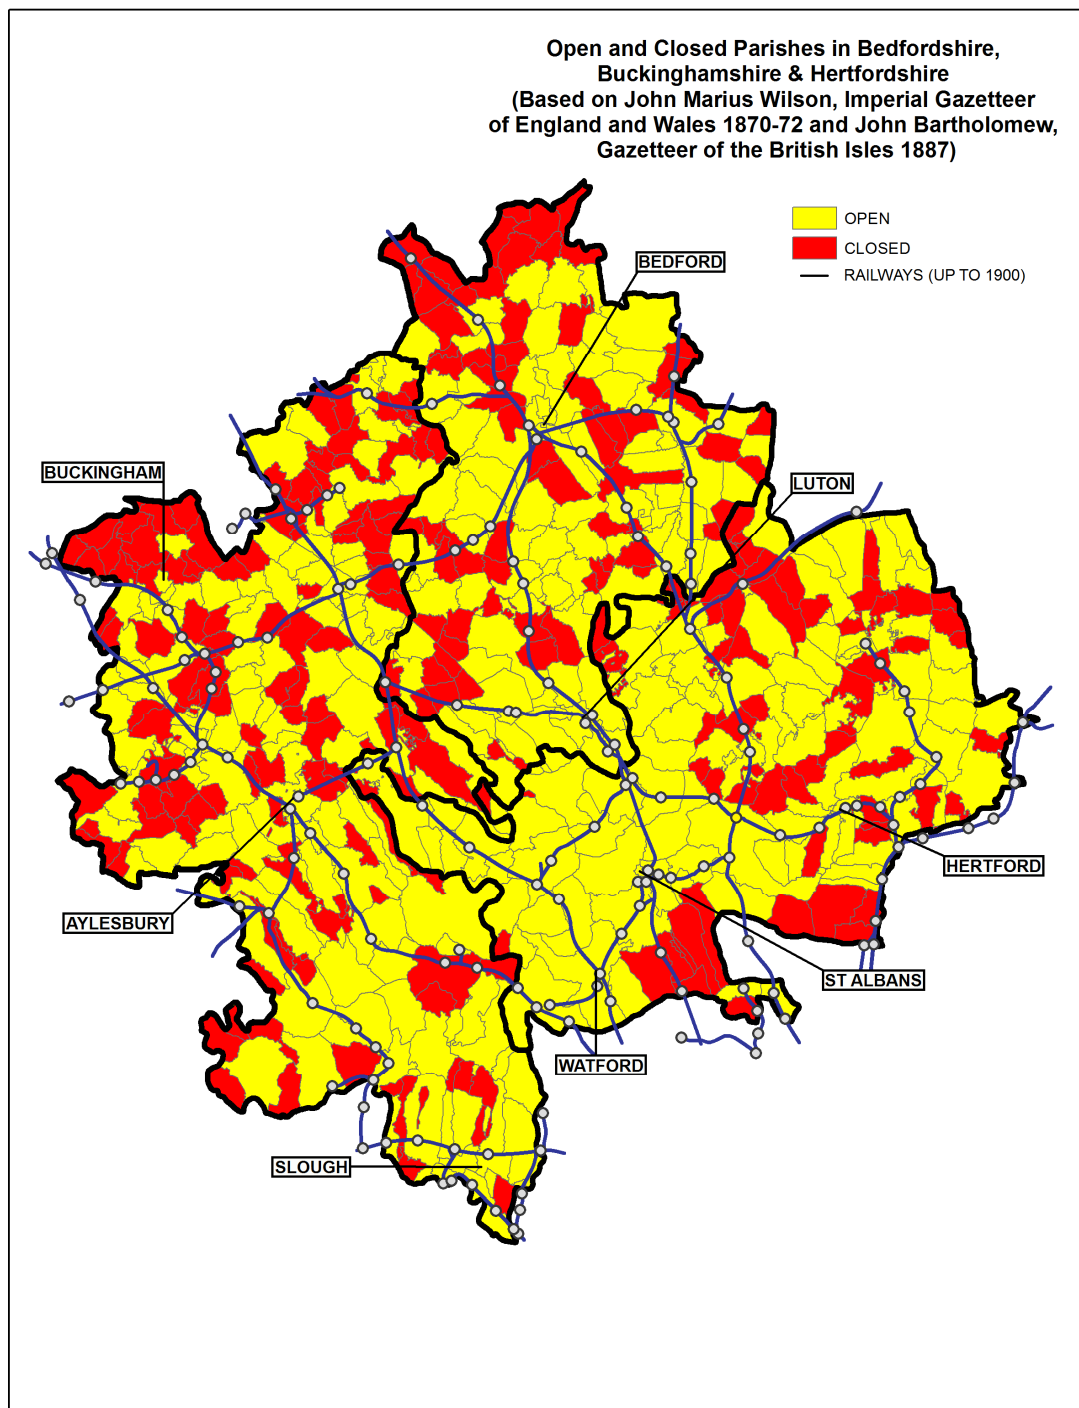 Open and Closed Parishes in Bedfordshire,
Buckinghamshire & Hertfordshire
(Based on John Marius Wilson, Imperial Gazetteer
of England and Wales 1870-72 and John Bartholomew,
Gazetteer of the British Isles 1887)
OPEN
CLOSED
RAILWAYS (UP TO 1900)
BEDFORD
BUCKINGHAM
LUTON
HERTFORD
AYLESBURY
ST ALBANS
WATFORD
SLOUGH